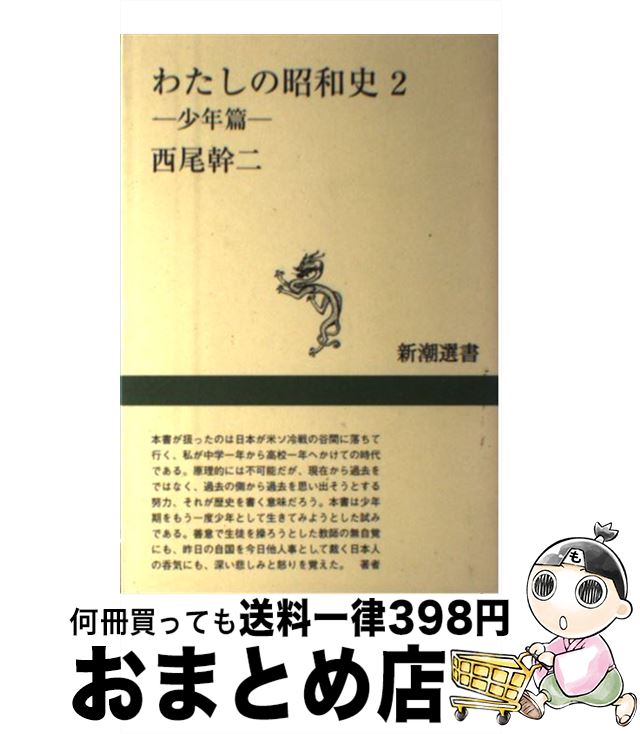 わたしの昭和史 2
―少年篇―
西尾幹二
新潮選書
本書が扱ったのは日本が米ソ冷戦の谷間に落ちて
行く、私が中学一年から高校一年へかけての時代
である。原理的には不可能だが、現在から過去を
ではなく、過去の側から過去を思い出そうとする
努力、それが歴史を書く意味だろう。本書は少年
期をもう一度少年として生きてみようとした試み
である。善意で生徒を操ろうとした教師の無自覚
にも、昨日の自国を今日他人事として裁く日本人
の呑気にも、深い悲しみと怒りを覚えた。　著者
も
何冊買っても送料一律398円
おまとめ店